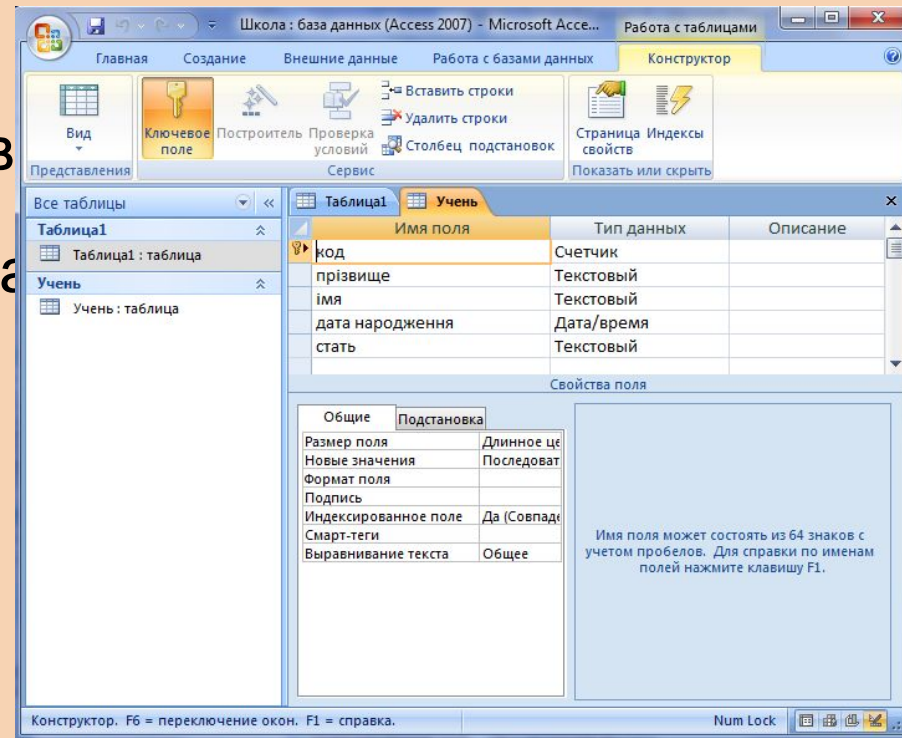 Школа : база данных (Access 2007) - Microsoft Acce... Работа с таблицами
Главная Создание Внешние данные Работа с базами данных Конструктор
Вид
Представления
Ключевое поле
Построитель
Проверка условий
Вставить строки
Удалить строки
Столбец подстановок
Сервис
Страница свойств
Индексы
Показать или скрыть
в
а
Все таблицы
Таблица1
Таблица1 : таблица
Учень
Учень : таблица
Таблица1 Учень
Имя поля Тип данных Описание
код Счетчик
прізвище Текстовый
імя Текстовый
дата народження Дата/время
стать Текстовый
Свойства поля
Общие Подстановка
Размер поля Длинное це
Новые значения Последоват
Формат поля
Подпись
Индексированное поле Да (Совпаде
Смарт-теги
Выравнивание текста Общее
Имя поля может состоять из 64 знаков с
учетом пробелов. Для справки по именам
полей нажмите клавишу F1.
Конструктор. F6 = переключение окон. F1 = справка. Num Lock